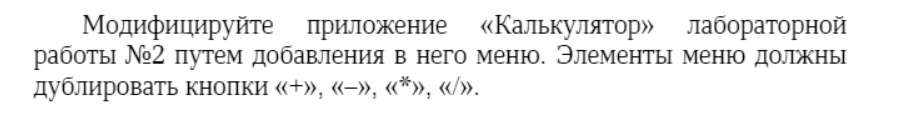 Модифицируйте приложение «Калькулятор» лабораторной
работы №2 путем добавления в него меню. Элементы меню должны
дублировать кнопки «+», «–», «*», «/».